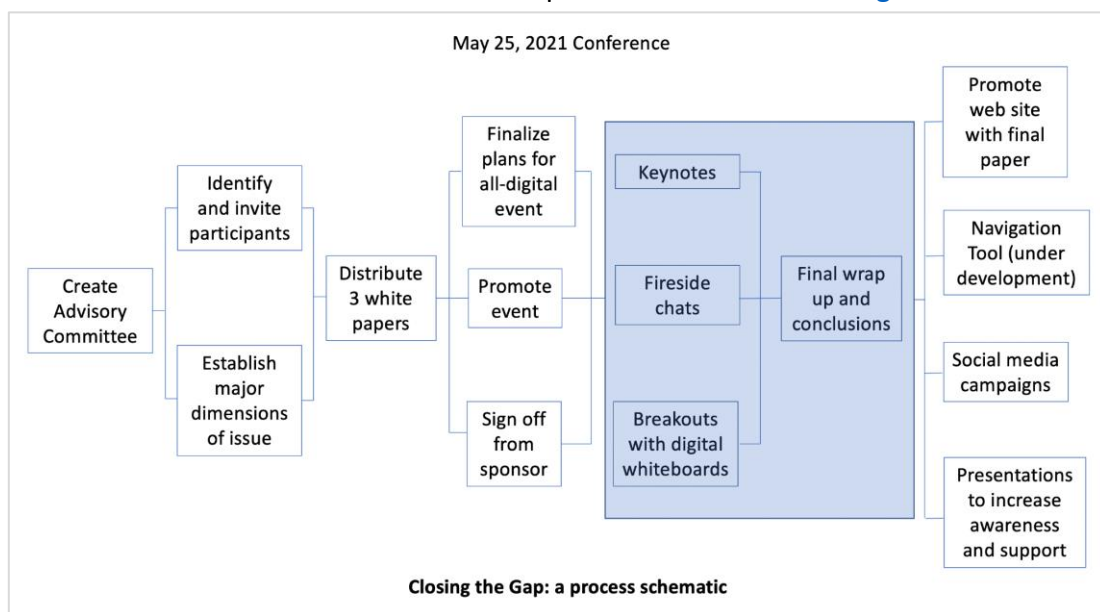 May 25, 2021 Conference
Create
Advisory
Committee
Identify
and invite
participants
Establish
major
dimensions
of issue
Distribute
3 white
papers
Finalize
plans for
all-digital
event
Promote
event
Sign off
from
sponsor
Keynotes
Fireside
chats
Breakouts
with digital
whiteboards
Final wrap
up and
conclusions
Promote
web site
with final
paper
Navigation
Tool (under
development)
Social media
campaigns
Presentations
to increase
awareness
and support
Closing the Gap: a process schematic